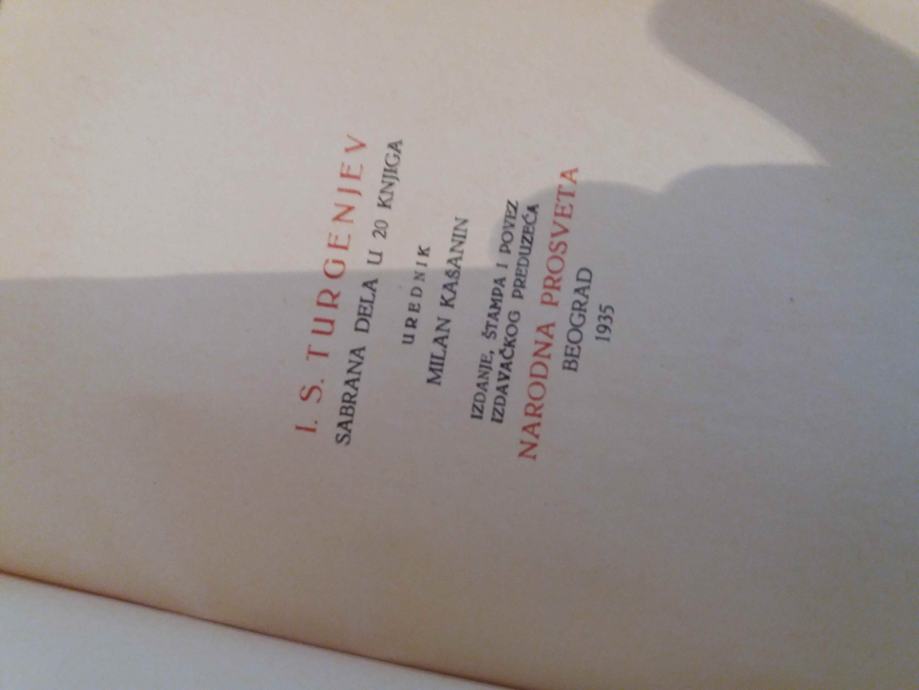 I. S. TURGENJEV
SABRANA DELA U 20 KNJIGA
UREDNIK
MILAN KAŠANIN
IZDANJE, ŠTAMPA I POVEZ
IZDAVAČKOG PREDUZEĆA
NARODNA PROSVETA
BEOGRAD
1935